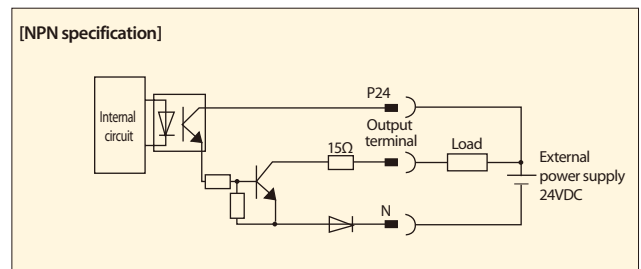 [NPN specification]
P24
Internal
circuit
Output
terminal
15Ω
Load
External
power supply
24VDC
N